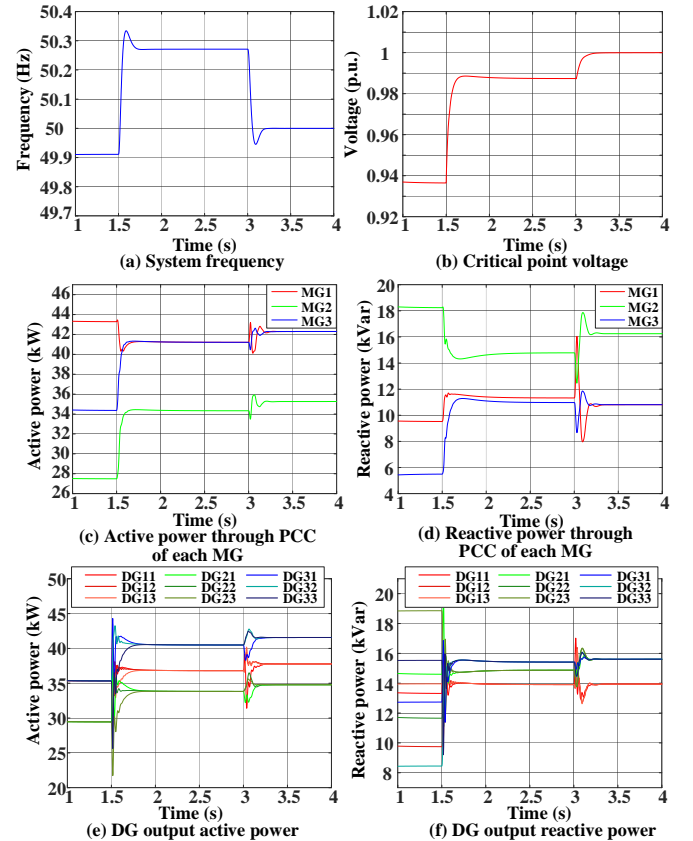 50.4
50.3
50.2
50.1
50
49.9
49.8
49.7
Frequency (Hz)
1 1.5 2 2.5 3 3.5 4
Time (s)
(a) System frequency
1.02
1
0.98
0.96
0.94
0.92
Voltage (p.u.)
1 1.5 2 2.5 3 3.5 4
Time (s)
(b) Critical point voltage
46
44
42
40
38
36
34
32
30
28
26
Active power (kW)
MG1
MG2
MG3
1 1.5 2 2.5 3 3.5 4
Time (s)
(c) Active power through PCC
of each MG
20
18
16
14
12
10
8
6
4
Reactive power (kVar)
MG1
MG2
MG3
1 1.5 2 2.5 3 3.5 4
Time (s)
(d) Reactive power through
PCC of each MG
DG11 DG21 DG31
DG12 DG22 DG32
DG13 DG23 DG33
50
45
40
35
30
25
20
Active power (kW)
1 1.5 2 2.5 3 3.5 4
Time (s)
(e) DG output active power
DG11 DG21 DG31
DG12 DG22 DG32
DG13 DG23 DG33
20
18
16
14
12
10
8
Reactive power (kVar)
1 1.5 2 2.5 3 3.5 4
Time (s)
(f) DG output reactive power